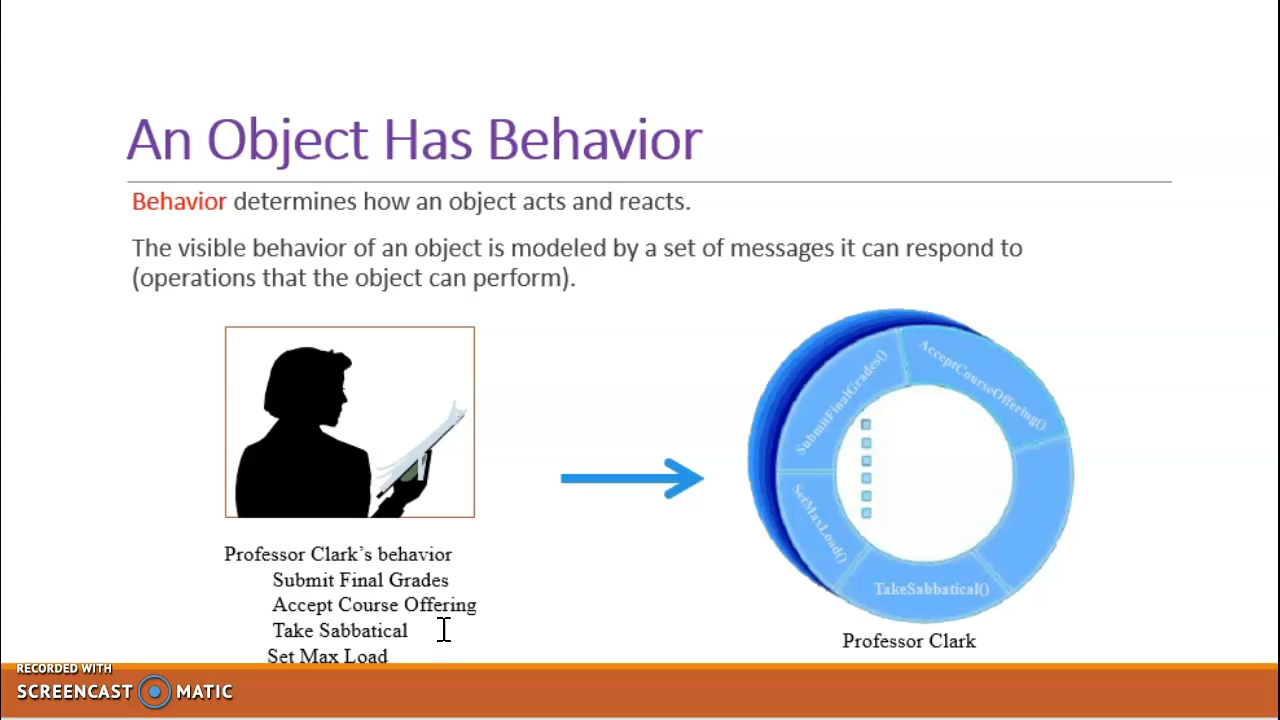 An Object Has Behavior
Behavior determines how an object acts and reacts.
The visible behavior of an object is modeled by a set of messages it can respond to
(operations that the object can perform).
Professor Clark's behavior
Submit Final Grades
Accept Course Offering
Take Sabbatical
Set Max Load
SubmitFinalGrades()
AcceptCourseOffering()
SetMaxLoad()
TakeSabbatical()
Professor Clark
RECORDED WITH
SCREENCAST MATIC